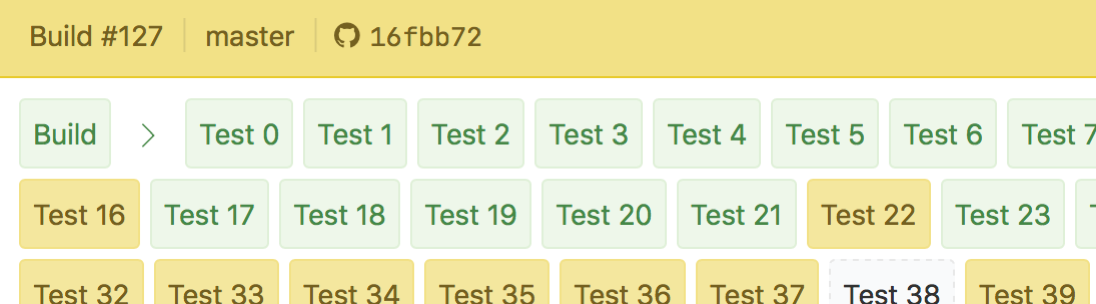 Build #127 master 16fbb72
Build Test 0 Test 1 Test 2 Test 3 Test 4 Test 5 Test 6 Test 7
Test 16 Test 17 Test 18 Test 19 Test 20 Test 21 Test 22 Test 23
Test 32 Test 33 Test 34 Test 35 Test 36 Test 37 Test 38 Test 39